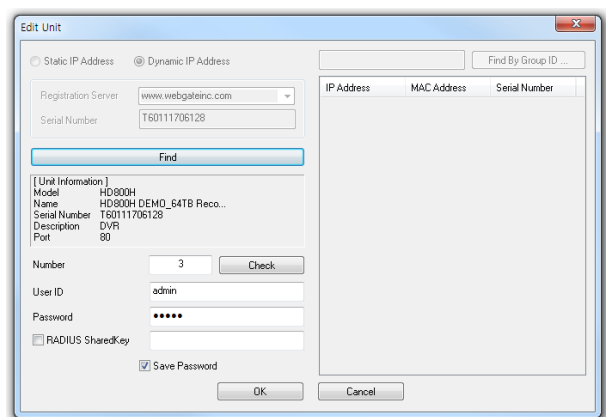 Edit Unit
Static IP Address Dynamic IP Address
Find By Group ID ...
Registration Server www.webgateinc.com
Serial Number T60111706128
IP Address MAC Address Serial Number
Find
[ Unit Information ]
Model HD800H
Name HD800H DEMO_64TB Reco...
Serial Number T60111706128
Description DVR
Port 80
Number 3 Check
User ID admin
Password •••••
RADIUS SharedKey
Save Password
OK Cancel